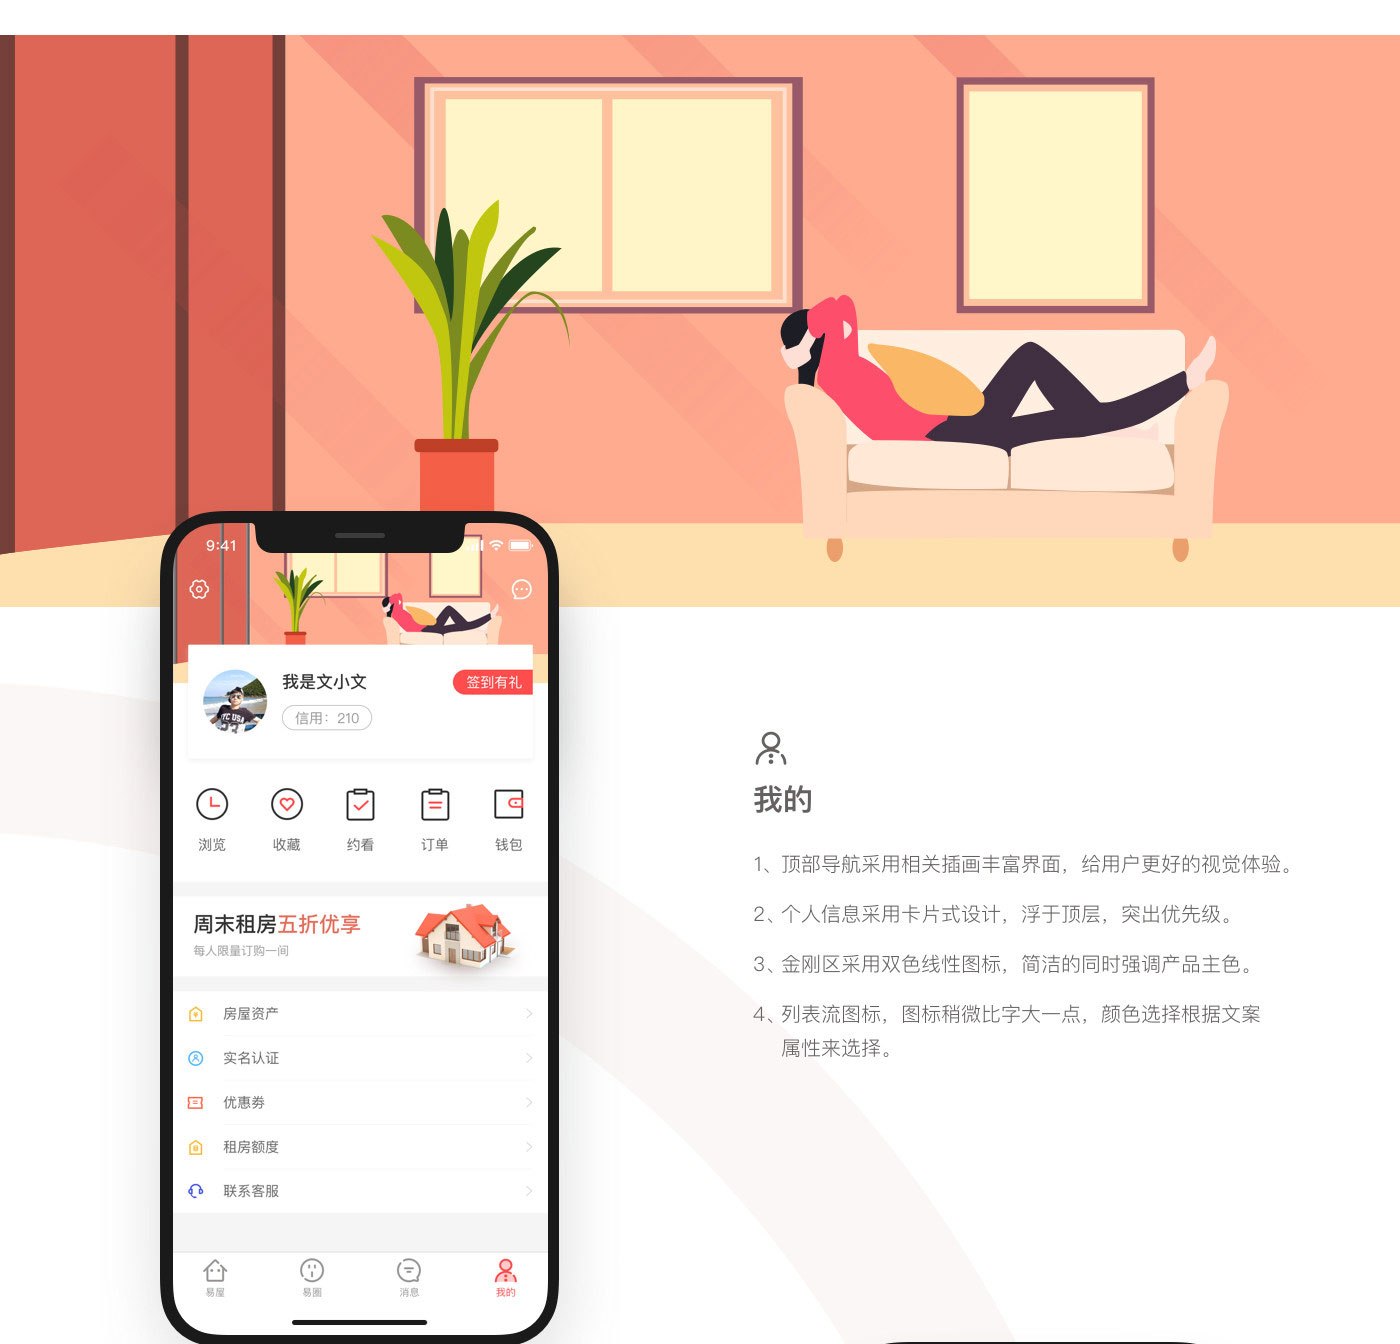 9:41
我是文小文
签到有礼
信用：210
YTC USA
23
浏览 收藏 约看 订单 钱包
周末租房五折优享
每人限量订购一间
房屋资产
实名认证
优惠劵
租房额度
联系客服
易屋 易圈 消息 我的
我的
1、顶部导航采用相关插画丰富界面，给用户更好的视觉体验。
2、个人信息采用卡片式设计，浮于顶层，突出优先级。
3、金刚区采用双色线性图标，简洁的同时强调产品主色。
4、列表流图标，图标稍微比字大一点，颜色选择根据文案
属性来选择。